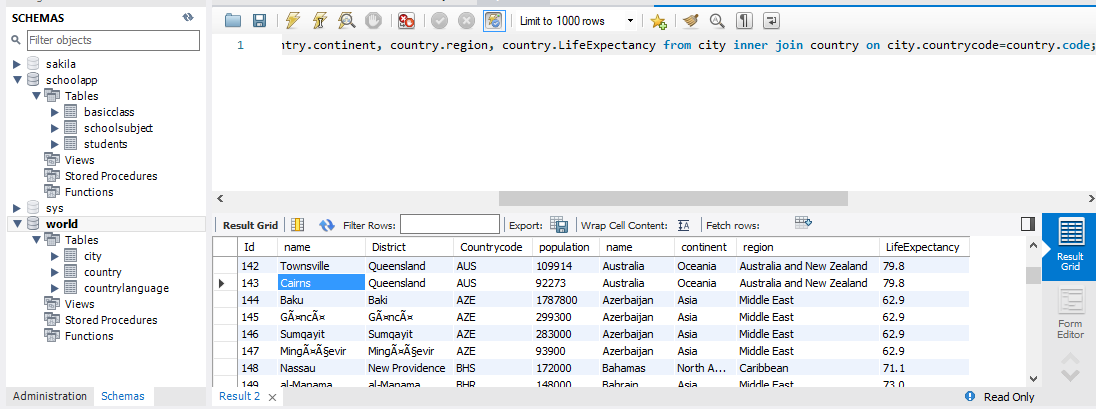 SCHEMAS
Filter objects
sakila
schoolapp
Tables
basicclass
schoolsubject
students
Views
Stored Procedures
Functions
sys
world
Tables
city
country
countrylanguage
Views
Stored Procedures
Functions
Administration Schemas
Limit to 1000 rows
1 ntry.continent, country.region, country.LifeExpectancy from city inner join country on city.countrycode=country.code;
Result Grid Filter Rows: Export: Wrap Cell Content: Fetch rows:
Id name District Countrycode population name continent region LifeExpectancy
142 Townsville Queensland AUS 109914 Australia Oceania Australia and New Zealand 79.8
143 Cairns Queensland AUS 92273 Australia Oceania Australia and New Zealand 79.8
144 Baku Baki AZE 1787800 Azerbaijan Asia Middle East 62.9
145 GÃ¤ncÃ¤ GÃ¤ncÃ¤ AZE 299300 Azerbaijan Asia Middle East 62.9
146 Sumqayit Sumqayit AZE 283000 Azerbaijan Asia Middle East 62.9
147 MingÃ¤Ã§evir MingÃ¤Ã§evir AZE 93900 Azerbaijan Asia Middle East 62.9
148 Nassau New Providence BHS 172000 Bahamas North A... Caribbean 71.1
149 al-Manama al-Manama BHR 148000 Bahrain Asia Middle East 73.0
Result Grid
Form Editor
Result 2
Read Only